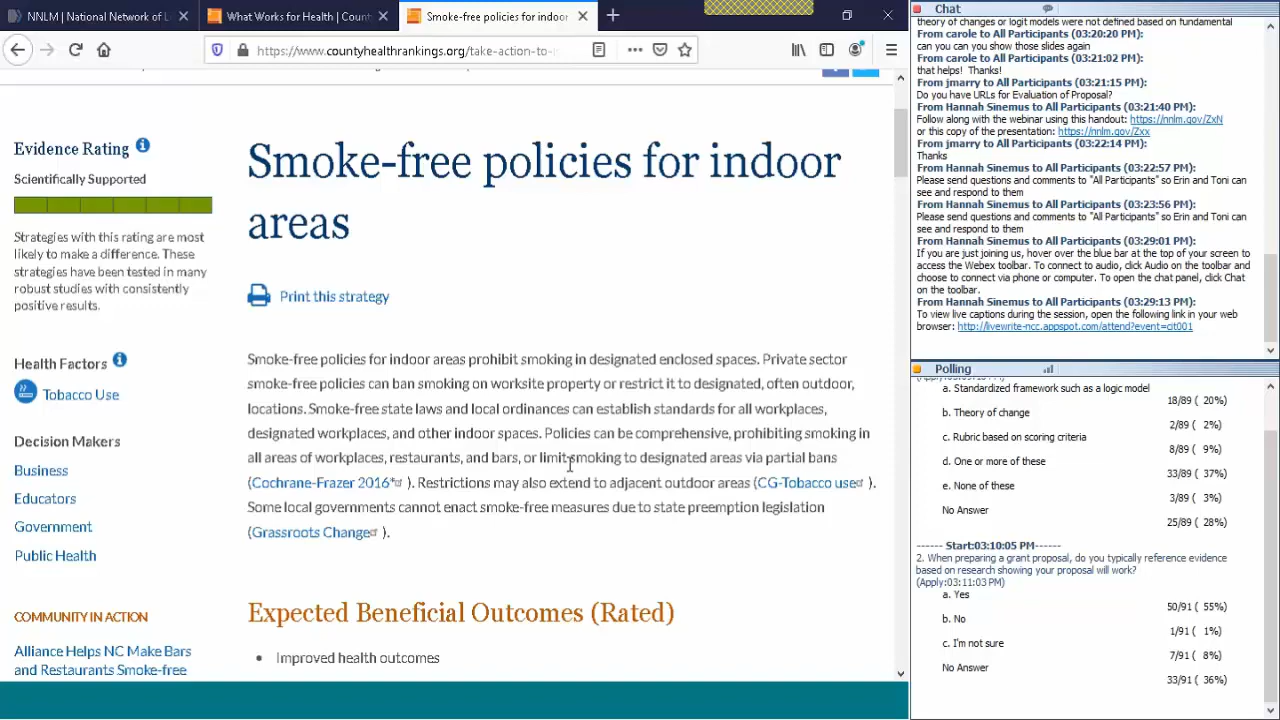 NNLM | National Network of L
What Works for Health | Count
Smoke-free policies for indoor
https://www.countyhealthrankings.org/take-action-to-i
Evidence Rating
Scientifically Supported
Strategies with this rating are most
likely to make a difference. These
strategies have been tested in many
robust studies with consistently
positive results.
Health Factors
Tobacco Use
Decision Makers
Business
Educators
Government
Public Health
COMMUNITY IN ACTION
Alliance Helps NC Make Bars
and Restaurants Smoke-free
Smoke-free policies for indoor
areas
Print this strategy
Smoke-free policies for indoor areas prohibit smoking in designated enclosed spaces. Private sector
smoke-free policies can ban smoking on worksite property or restrict it to designated, often outdoor,
locations. Smoke-free state laws and local ordinances can establish standards for all workplaces,
designated workplaces, and other indoor spaces. Policies can be comprehensive, prohibiting smoking in
all areas of workplaces, restaurants, and bars, or limit smoking to designated areas via partial bans
(Cochrane-Frazer 2016* ). Restrictions may also extend to adjacent outdoor areas (CG-Tobacco use ).
Some local governments cannot enact smoke-free measures due to state preemption legislation
(Grassroots Change ).
Expected Beneficial Outcomes (Rated)
• Improved health outcomes
Chat
theory of changes or logit models were not defined based on fundamental
From carole to All Participants (03:20:20 PM):
can you can you show those slides again
From carole to All Participants (03:21:02 PM):
that helps! Thanks!
From jmarry to All Participants (03:21:15 PM):
Do you have URLs for Evaluation of Proposal?
From Hannah Sinemus to All Participants (03:21:40 PM):
Follow along with the webinar using this handout: https://nnlm.gov/ZxN
or this copy of the presentation: https://nnlm.gov/Zxx
From jmarry to All Participants (03:22:14 PM):
Thanks
From Hannah Sinemus to All Participants (03:22:57 PM):
Please send questions and comments to "All Participants" so Erin and Toni can
see and respond to them
From Hannah Sinemus to All Participants (03:23:56 PM):
Please send questions and comments to "All Participants" so Erin and Toni can
see and respond to them
From Hannah Sinemus to All Participants (03:29:01 PM):
If you are just joining us, hover over the blue bar at the top of your screen to
access the Webex toolbar. To connect to audio, click Audio on the toolbar and
choose to connect via phone or computer. To open the chat panel, click Chat
on the toolbar.
From Hannah Sinemus to All Participants (03:29:13 PM):
To view live captions during the session, open the following link in your web
browser: http://livewrite-ncc.appspot.com/attend?event=cit001
Polling
a. Standardized framework such as a logic model
18/89 ( 20%)
b. Theory of change
2/89 ( 2%)
c. Rubric based on scoring criteria
8/89 ( 9%)
d. One or more of these
33/89 ( 37%)
e. None of these
3/89 ( 3%)
No Answer
25/89 ( 28%)
------ Start:03:10:05 PM------
2. When preparing a grant proposal, do you typically reference evidence
based on research showing your proposal will work?
(Apply:03:11:03 PM)
a. Yes
50/91 ( 55%)
b. No
1/91 ( 1%)
c. I'm not sure
7/91 ( 8%)
No Answer
33/91 ( 36%)